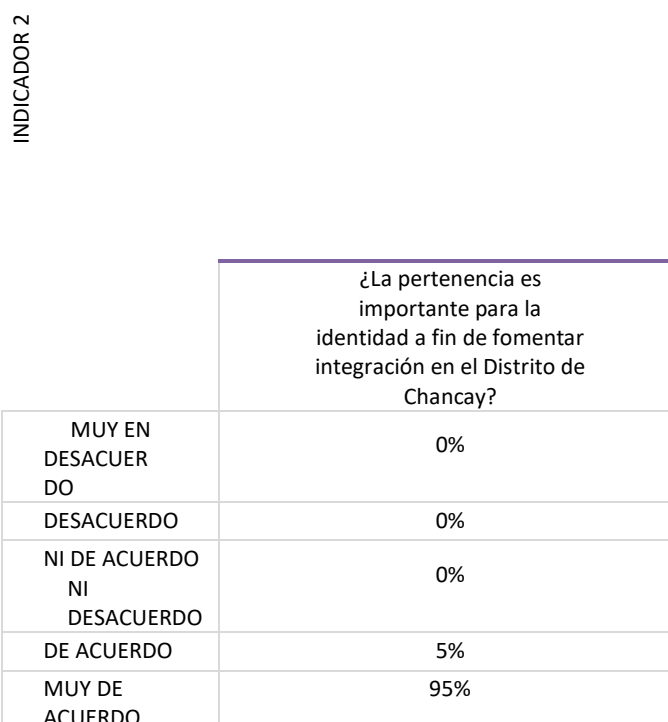 INDICADOR 2
¿La pertenencia es
importante para la
identidad a fin de fomentar
integración en el Distrito de
Chancay?
MUY EN
DESACUER
DO
0%
DESACUERDO
0%
NI DE ACUERDO
NI
DESACUERDO
0%
DE ACUERDO
5%
MUY DE
ACUERDO
95%